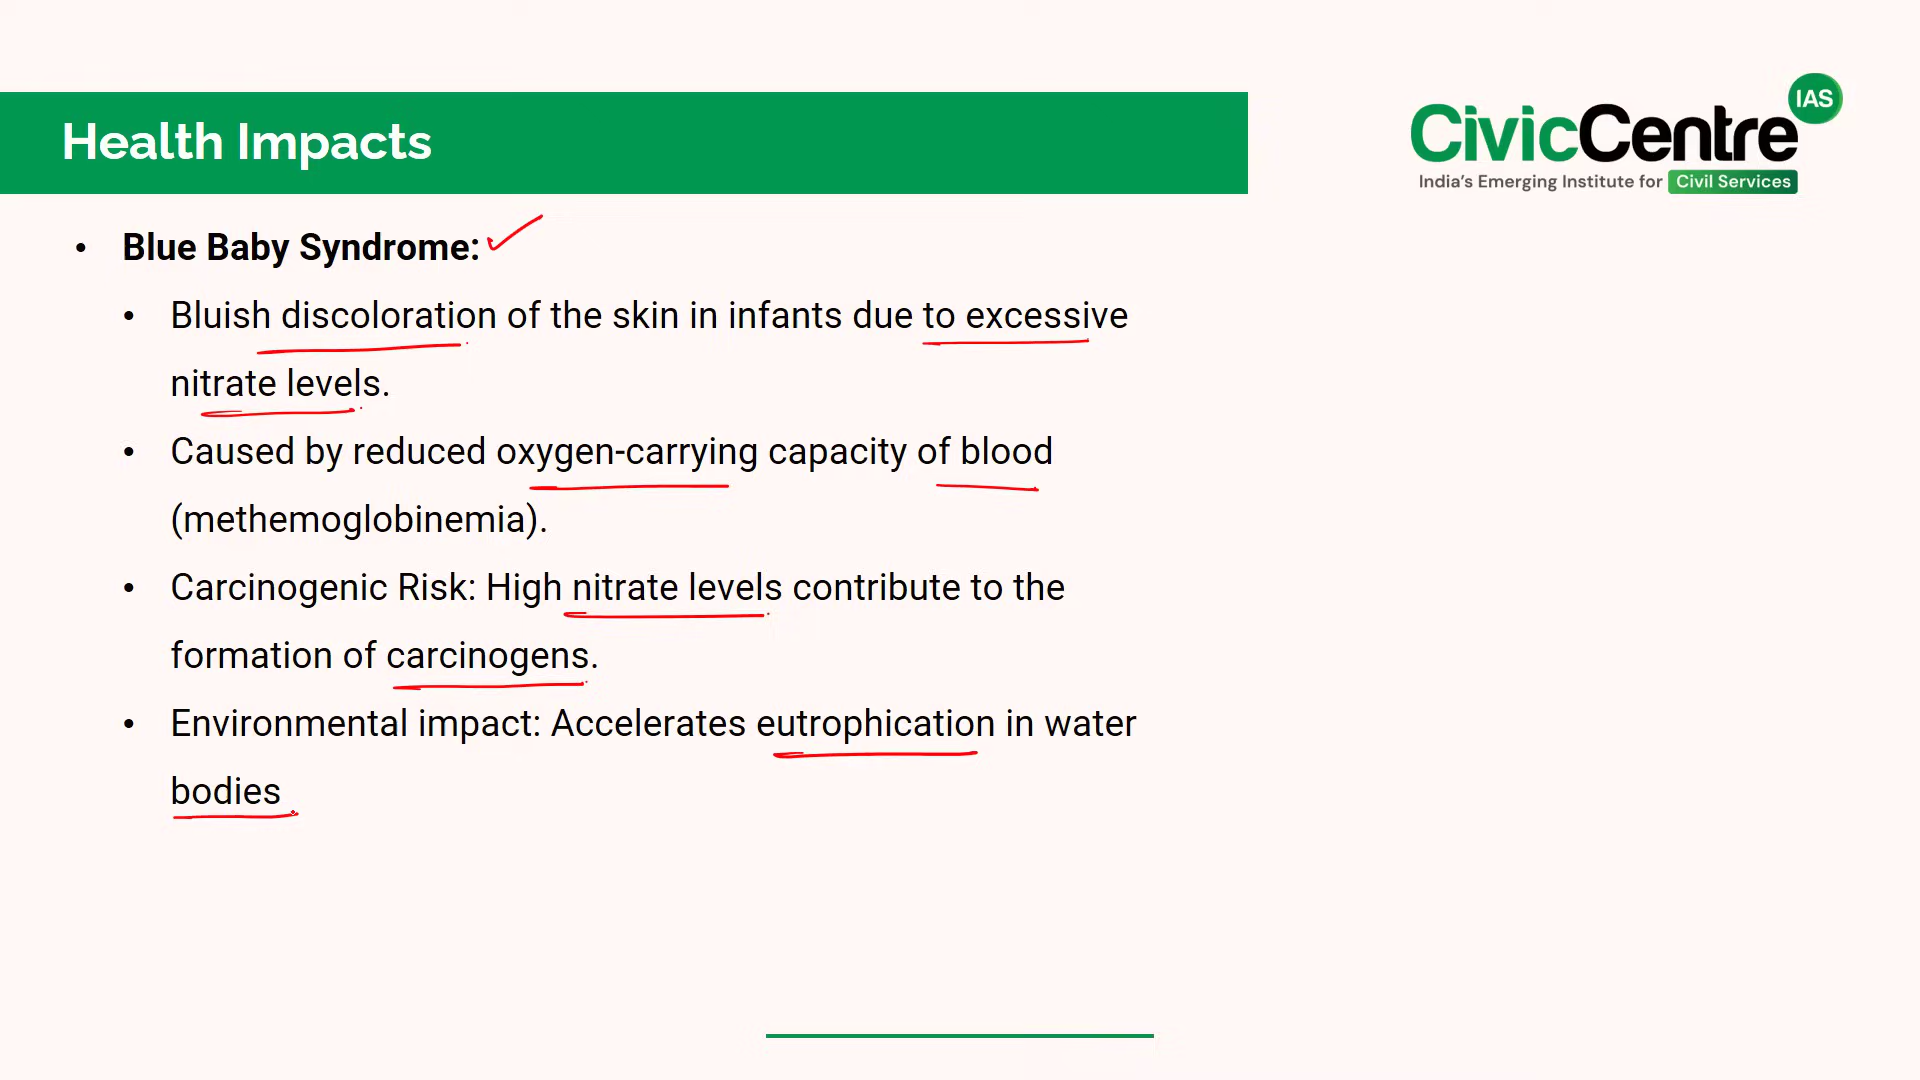 IAS
Health Impacts
CivicCentre
India's Emerging Institute for Civil Services
• Blue Baby Syndrome:
• Bluish discoloration of the skin in infants due to excessive
nitrate levels.
• Caused by reduced oxygen-carrying capacity of blood
(methemoglobinemia).
• Carcinogenic Risk: High nitrate levels contribute to the
formation of carcinogens.
• Environmental impact: Accelerates eutrophication in water
bodies